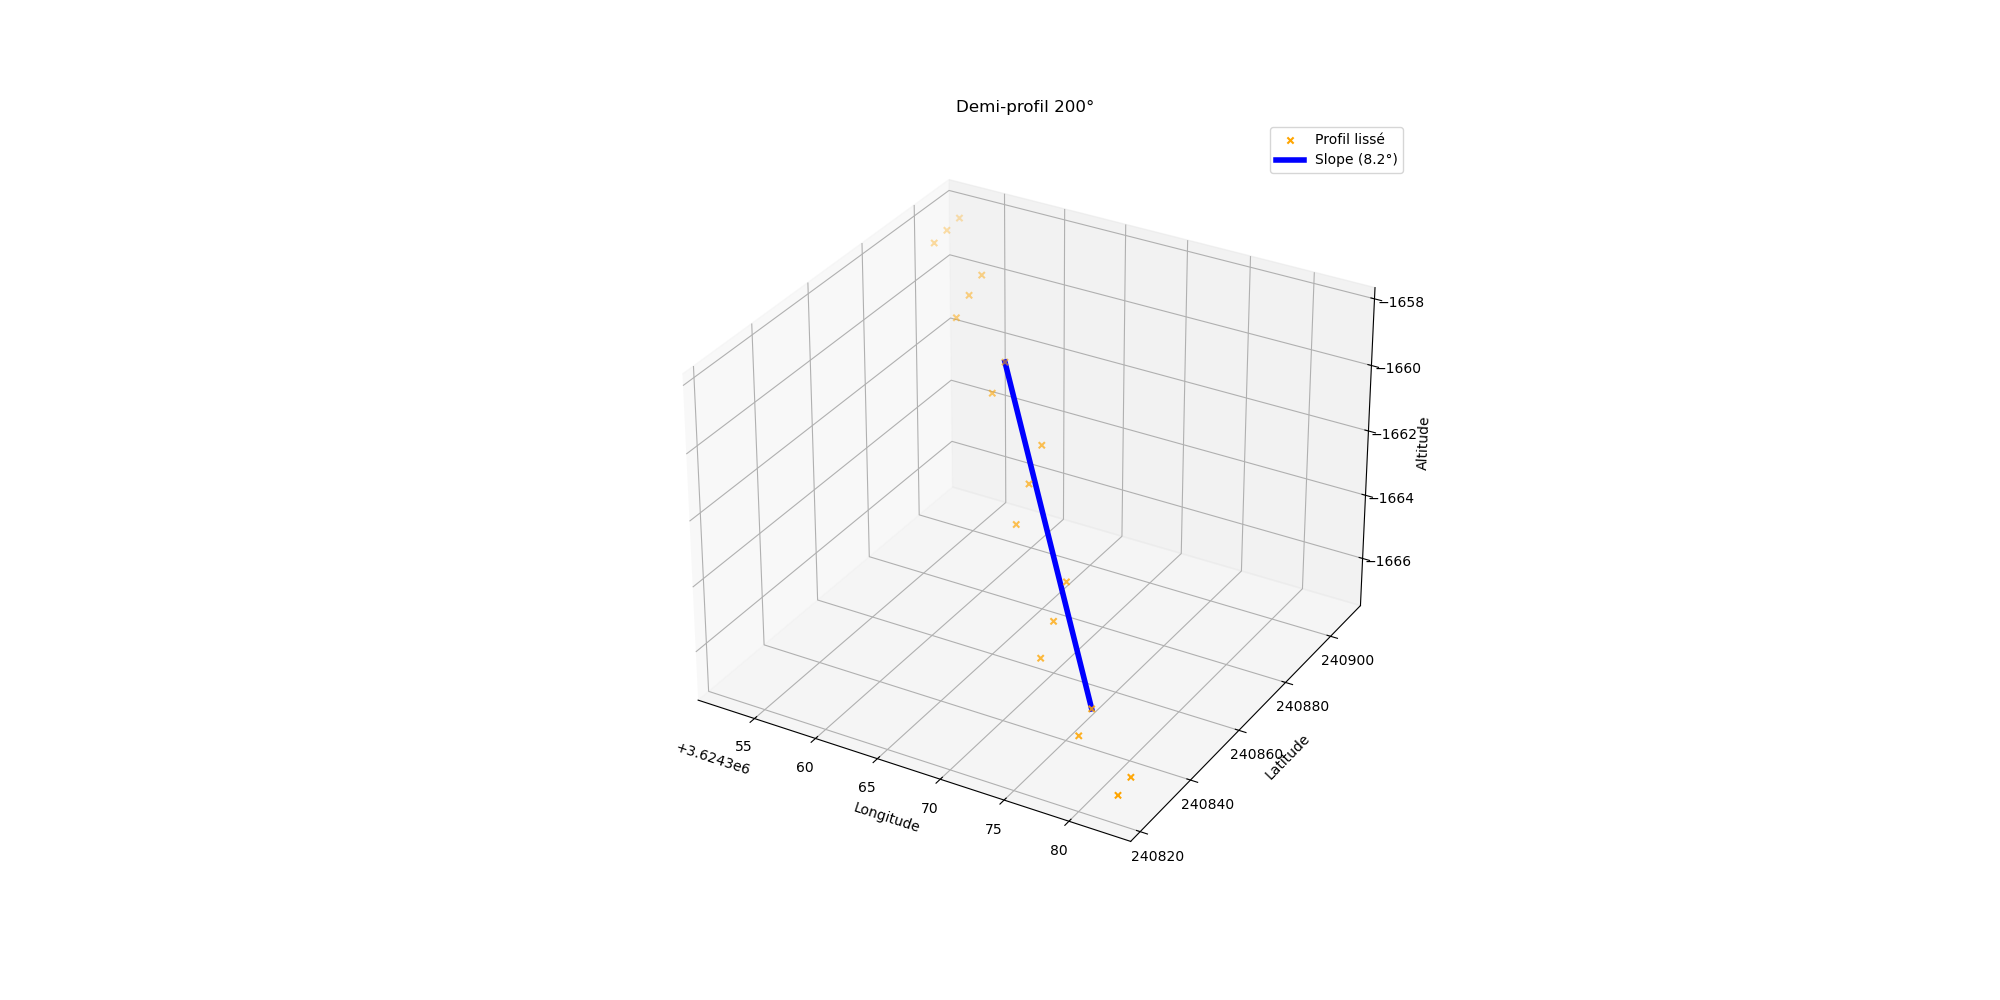 Demi-profil 200°
Profil lissé
Slope (8.2°)
−1658
−1660
−1662
−1664
−1666
Altitude
240900
240880
240860
240840
240820
Latitude
55
60
65
70
75
80
+3.6243e6
Longitude